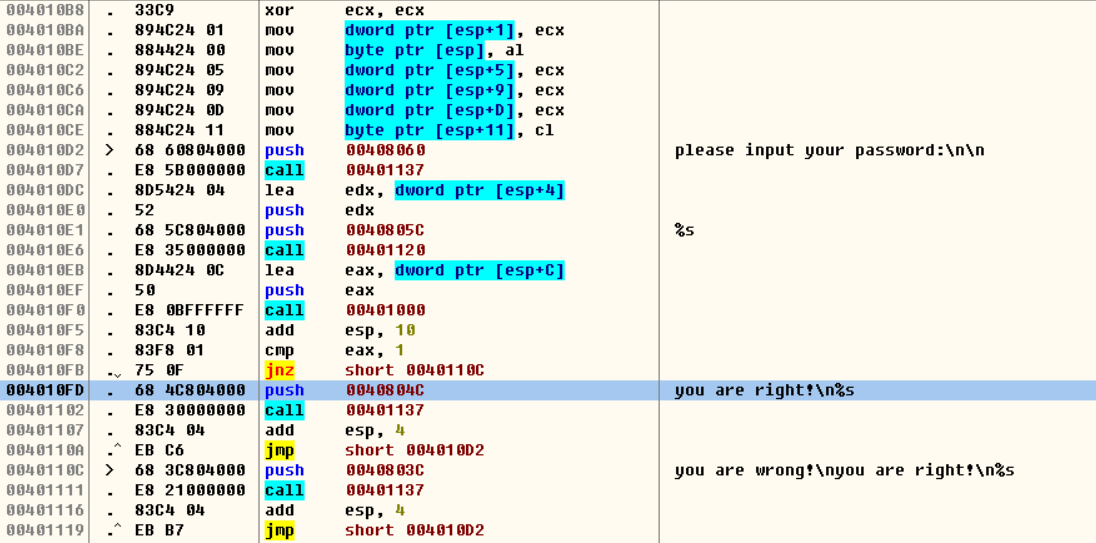 004010B8 . 33C9 xor ecx, ecx
004010BA . 894C24 01 mov dword ptr [esp+1], ecx
004010BE . 884424 00 mov byte ptr [esp], al
004010C2 . 894C24 05 mov dword ptr [esp+5], ecx
004010C6 . 894C24 09 mov dword ptr [esp+9], ecx
004010CA . 894C24 0D mov dword ptr [esp+D], ecx
004010CE . 884C24 11 mov byte ptr [esp+11], cl
004010D2 > 68 60804000 push 00408060 please input your password:\n\n
004010D7 . E8 5B000000 call 00401137
004010DC . 8D5424 04 lea edx, dword ptr [esp+4]
004010E0 . 52 push edx
004010E1 . 68 5C804000 push 0040805C %s
004010E6 . E8 35000000 call 00401120
004010EB . 8D4424 0C lea eax, dword ptr [esp+C]
004010EF . 50 push eax
004010F0 . E8 0BFFFFFF call 00401000
004010F5 . 83C4 10 add esp, 10
004010F8 . 83F8 01 cmp eax, 1
004010FB .⌄ 75 0F jnz short 0040110C
004010FD . 68 4C804000 push 0040804C you are right!\n%s
00401102 . E8 30000000 call 00401137
00401107 . 83C4 04 add esp, 4
0040110A .^ EB C6 jmp short 004010D2
0040110C > 68 3C804000 push 0040803C you are wrong!\nyou are right!\n%s
00401111 . E8 21000000 call 00401137
00401116 . 83C4 04 add esp, 4
00401119 .^ EB B7 jmp short 004010D2